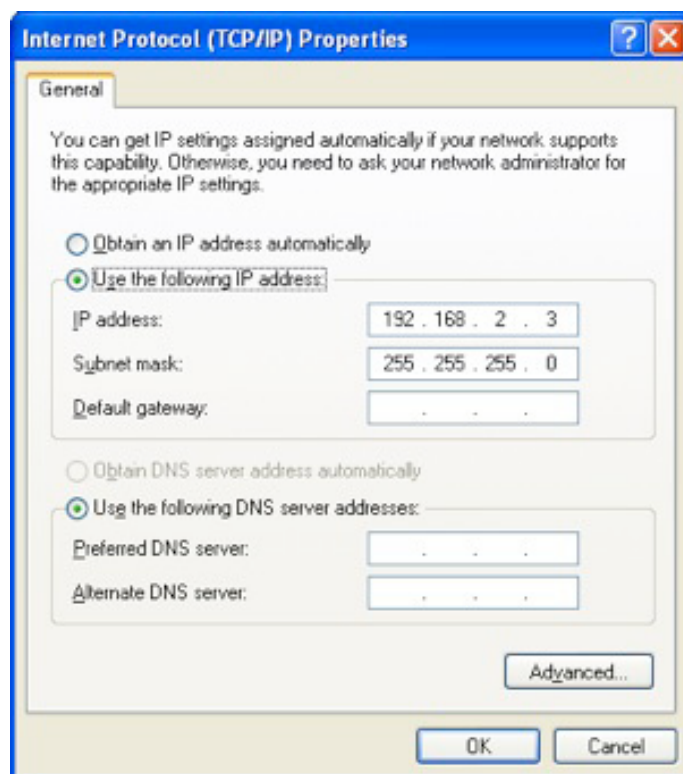 Internet Protocol (TCP/IP) Properties
General
You can get IP settings assigned automatically if your network supports
this capability. Otherwise, you need to ask your network administrator for
the appropriate IP settings.
Obtain an IP address automatically
Use the following IP address:
IP address: 192 . 168 . 2 . 3
Subnet mask: 255 . 255 . 255 . 0
Default gateway: . . .
Obtain DNS server address automatically
Use the following DNS server addresses:
Preferred DNS server: . . .
Alternate DNS server: . . .
Advanced...
OK Cancel